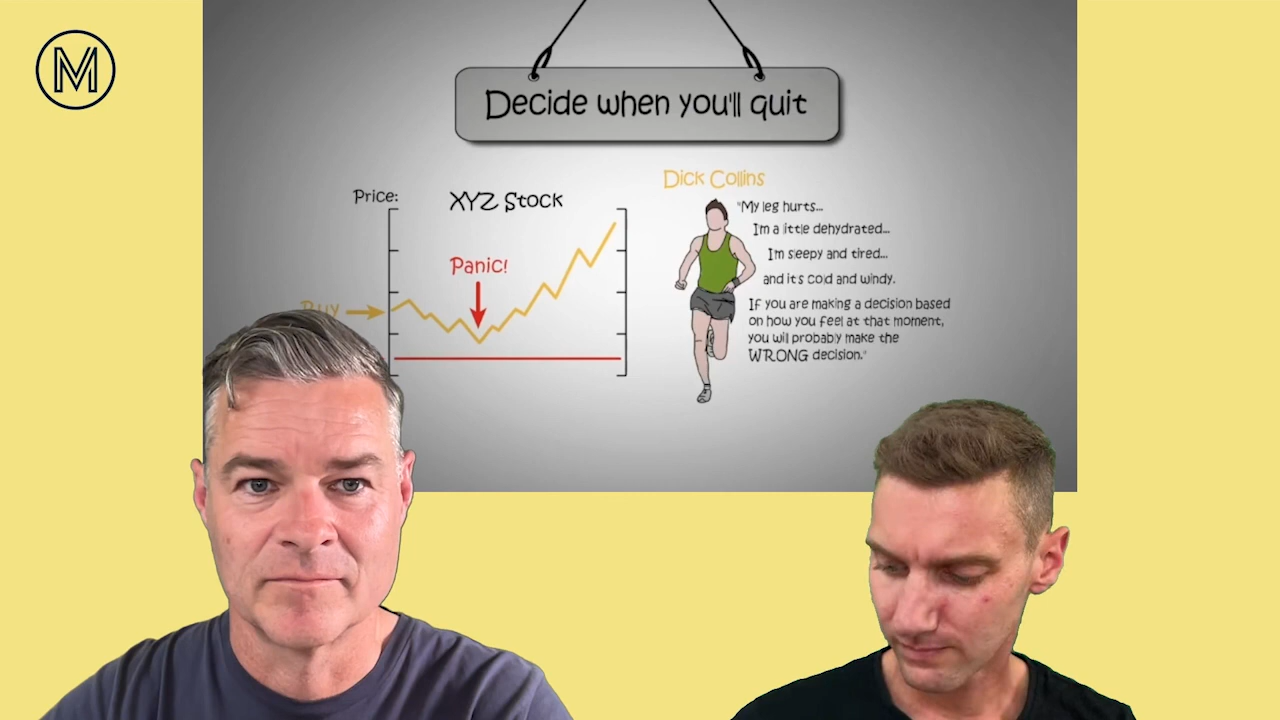 M
Decide when you'll quit
Dick Collins
Price:
XYZ Stock
Panic!
Buy
"My leg hurts...
I'm a little dehydrated...
I'm sleepy and tired...
and it's cold and windy.
If you are making a decision based
on how you feel at that moment,
you will probably make the
WRONG decision."